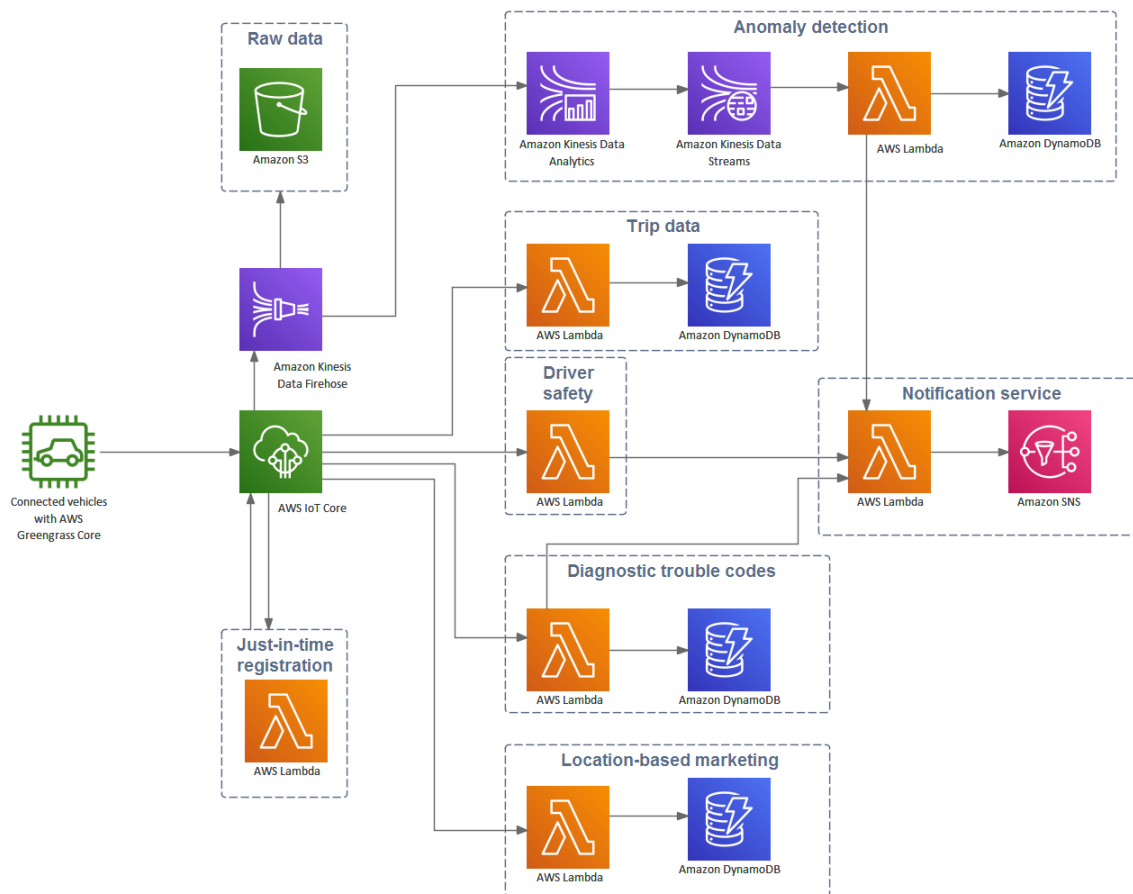 Raw data
Amazon S3
Anomaly detection
Amazon Kinesis Data
Analytics
Amazon Kinesis Data
Streams
AWS Lambda
Amazon DynamoDB
Trip data
AWS Lambda
Amazon DynamoDB
Amazon Kinesis
Data Firehose
Driver
safety
AWS Lambda
Notification service
AWS Lambda
Amazon SNS
Connected vehicles
with AWS
Greengrass Core
AWS IoT Core
Diagnostic trouble codes
AWS Lambda
Amazon DynamoDB
Just-in-time
registration
AWS Lambda
Location-based marketing
AWS Lambda
Amazon DynamoDB